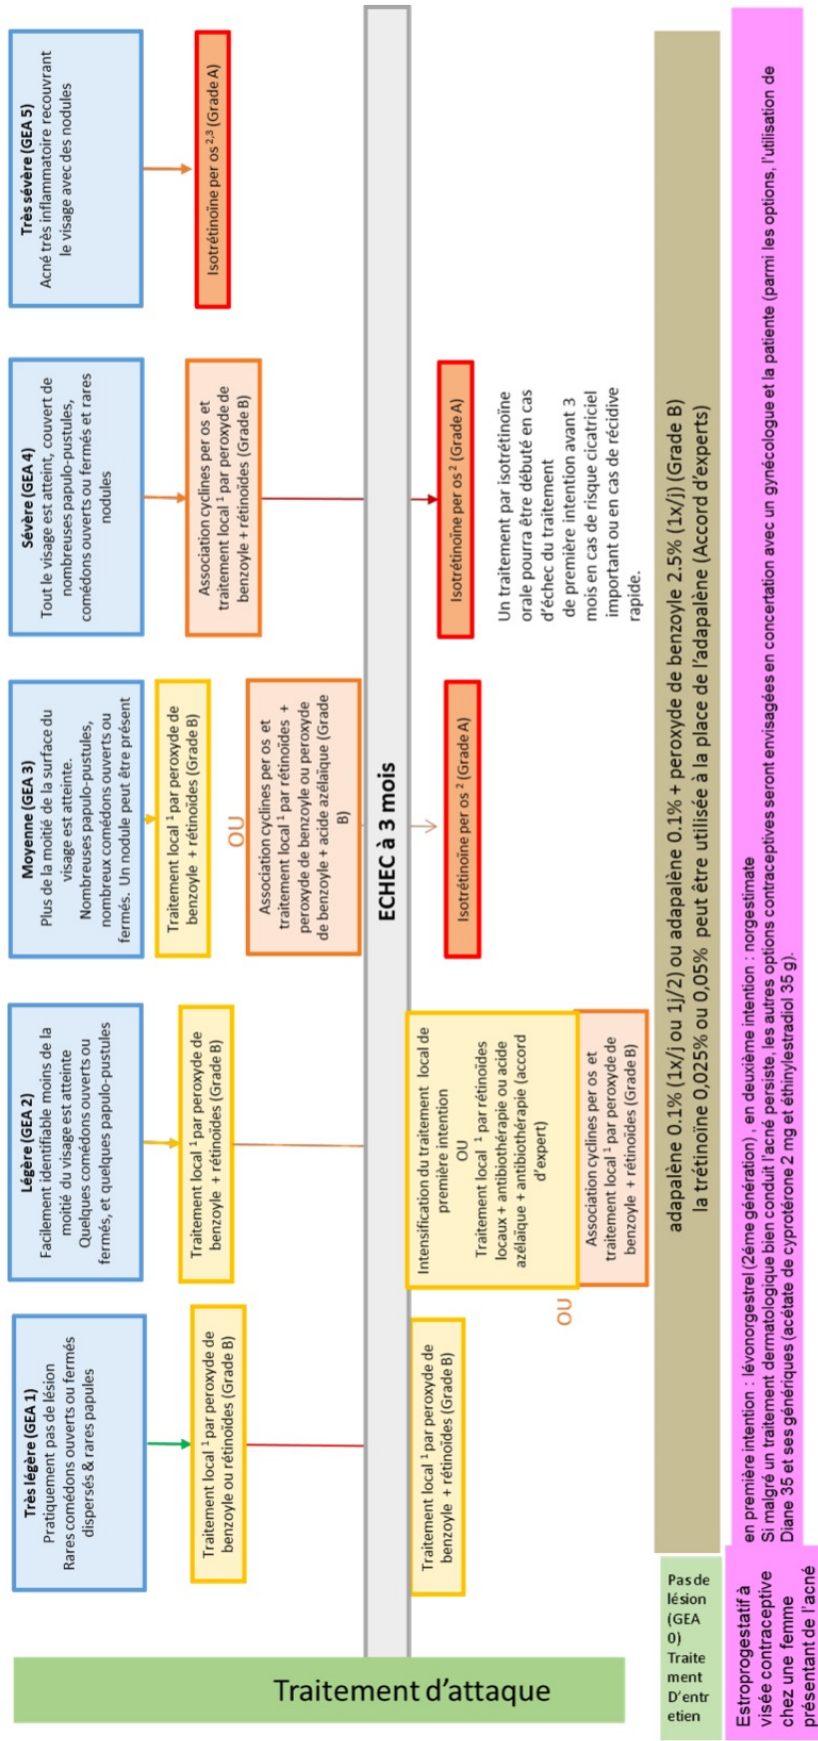 Très légère (GEA 1)
Pratiquement pas de lésion
Rares comédons ouverts ou fermés
dispersés & rares papules
Traitement local ¹ par peroxyde de
benzoyle ou rétinoïdes (Grade B)
Légère (GEA 2)
Facilement identifiable moins de la
moitié du visage est atteinte
Quelques comédons ouverts ou
fermés, et quelques papulo-pustules
Traitement local ¹ par peroxyde de
benzoyle + rétinoïdes (Grade B)
Moyenne (GEA 3)
Plus de la moitié de la surface du
visage est atteinte.
Nombreuses papulo-pustules,
nombreux comédons ouverts ou
fermés. Un nodule peut être présent
Traitement local ¹ par peroxyde de
benzoyle + rétinoïdes (Grade B)
OU
Association cyclines per os et
traitement local ¹ par rétinoïdes +
peroxyde de benzoyle ou peroxyde
de benzoyle + acide azélaïque (Grade
B)
Sévère (GEA 4)
Tout le visage est atteint, couvert de
nombreuses papulo-pustules,
comédons ouverts ou fermés et rares
nodules
Association cyclines per os et
traitement local ¹ par peroxyde de
benzoyle + rétinoïdes (Grade B)
Très sévère (GEA 5)
Acné très inflammatoire recouvrant
le visage avec des nodules
Isotrétinoïne per os ²,³ (Grade A)
Traitement d’attaque
ECHEC à 3 mois
Traitement local ¹ par peroxyde de
benzoyle + rétinoïdes (Grade B)
OU
Intensification du traitement local de
première intention
OU
Traitement local ¹ par rétinoïdes
locaux + antibiothérapie ou acide
azélaïque + antibiothérapie (accord
d’expert)
Association cyclines per os et
traitement local ¹ par peroxyde de
benzoyle + rétinoïdes (Grade B)
Isotrétinoïne per os ² (Grade A)
Isotrétinoïne per os ² (Grade A)
Un traitement par isotrétinoïne
orale pourra être débuté en cas
d’échec du traitement
de première intention avant 3
mois en cas de risque cicatriciel
important ou en cas de récidive
rapide.
Pas de
lésion
(GEA
0)
Traite
ment
D’entr
etien
adapalène 0.1% (1x/j ou 1j/2) ou adapalène 0.1% + peroxyde de benzoyle 2.5% (1x/j) (Grade B)
la trétinoïne 0,025% ou 0,05% peut être utilisée à la place de l’adapalène (Accord d’experts)
Estroprogestatif à
visée contraceptive
chez une femme
présentant de l’acné
en première intention : lévonorgestrel (2éme génération) , en deuxième intention : norgestimate
Si malgré un traitement dermatologique bien conduit l’acné persiste, les autres options contraceptives seront envisagées en concertation avec un gynécologue et la patiente (parmi les options, l’utilisation de
Diane 35 et ses génériques (acétate de cyprotérone 2 mg et éthinylestradiol 35 g).